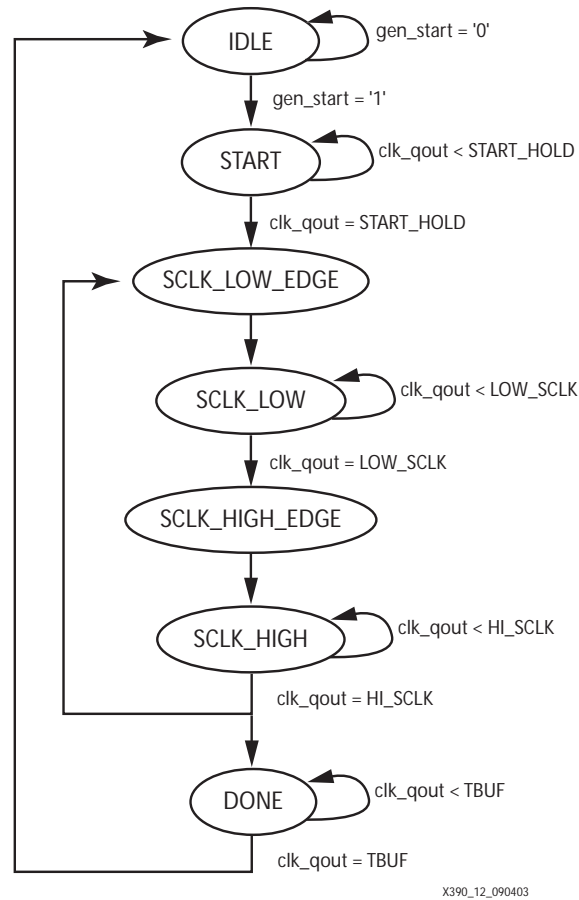 IDLE
gen_start = '0'
gen_start = '1'
START
clk_qout < START_HOLD
clk_qout = START_HOLD
SCLK_LOW_EDGE
SCLK_LOW
clk_qout < LOW_SCLK
clk_qout = LOW_SCLK
SCLK_HIGH_EDGE
SCLK_HIGH
clk_qout < HI_SCLK
clk_qout = HI_SCLK
DONE
clk_qout < TBUF
clk_qout = TBUF
X390_12_090403